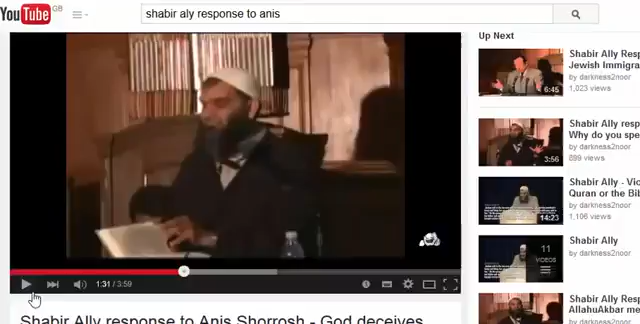 YouTube GB
shabir aly response to anis
1:31 / 3:59
Shabir Ally response to Anis Shorrosh - God deceives
Up Next
Shabir Ally Resp
Jewish Immigra
by darkness2noor
1,023 views
6:45
Shabir Ally resp
Why do you spe
by darkness2noor
899 views
3:56
Shabir Ally - Vio
Quran or the Bib
by darkness2noor
1,106 views
14:23
Shabir Ally
by darkness2noor
11
VIDEOS
Shabir Ally Resp
AllahuAkbar m
by darkness2noor